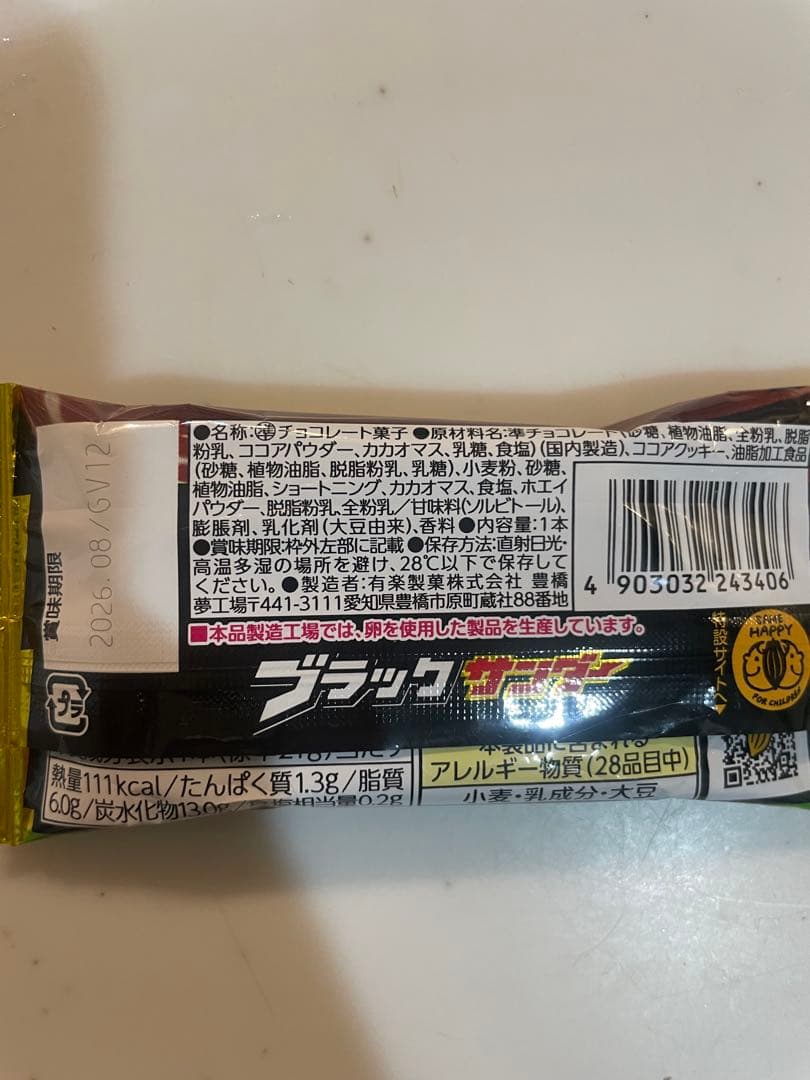 ●名称:準チョコレート菓子 ●原材料名:準チョコレート(砂糖、植物油脂、全粉乳、脱脂
粉乳、ココアパウダー、カカオマス、乳糖、食塩)(国内製造)、ココアクッキー、油脂加工食品
(砂糖、植物油脂、脱脂粉乳、乳糖)、小麦粉、砂糖、
植物油脂、ショートニング、カカオマス、食塩、ホエイ
パウダー、脱脂粉乳、全粉乳/甘味料(ソルビトール)、
膨脹剤、乳化剤(大豆由来)、香料 ●内容量:1本
●賞味期限:枠外左部に記載 ●保存方法:直射日光・
高温多湿の場所を避け、28℃以下で保存して
ください。●製造者:有楽製菓株式会社 豊橋
夢工場〒441-3111愛知県豊橋市原町蔵社88番地
4 903032 243406
賞味期限
2026.08/GV12
■本品製造工場では、卵を使用した製品を生産しています。
プラ
ブラックサンダー
特設サイトへ
SAME HAPPY
FOR CHILDREN
本製品に含まれる
アレルギー物質(28品目中)
小麦・乳成分・大豆
熱量111kcal/たんぱく質1.3g/脂質
6.0g/炭水化物13.0g/食塩相当量0.2g